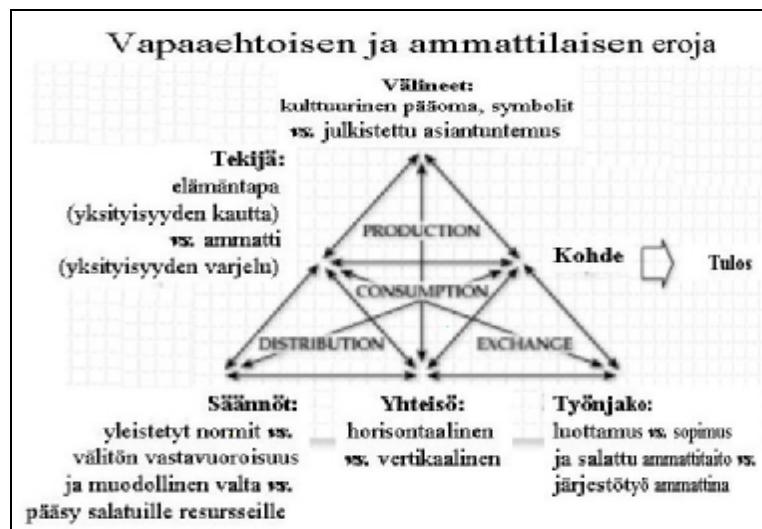 Vapaaehtoisen ja ammattilaisen eroja
Välineet:
kulttuurinen pääoma, symbolit
vs. julkistettu asiantuntemus
Tekijä:
elämäntapa
(yksityisyyden kautta)
vs. ammatti
(yksityisyyden varjelu)
PRODUCTION
Kohde
Tulos
CONSUMPTION
DISTRIBUTION
EXCHANGE
Säännöt:
yleistetyt normit vs.
välitön vastavuoroisuus
ja muodollinen valta vs.
pääsy salatuille resursseille
Yhteisö:
horisontaalinen
vs. vertikaalinen
Työnjako:
luottamus vs. sopimus
ja salattu ammattitaito vs.
järjestötyö ammattina